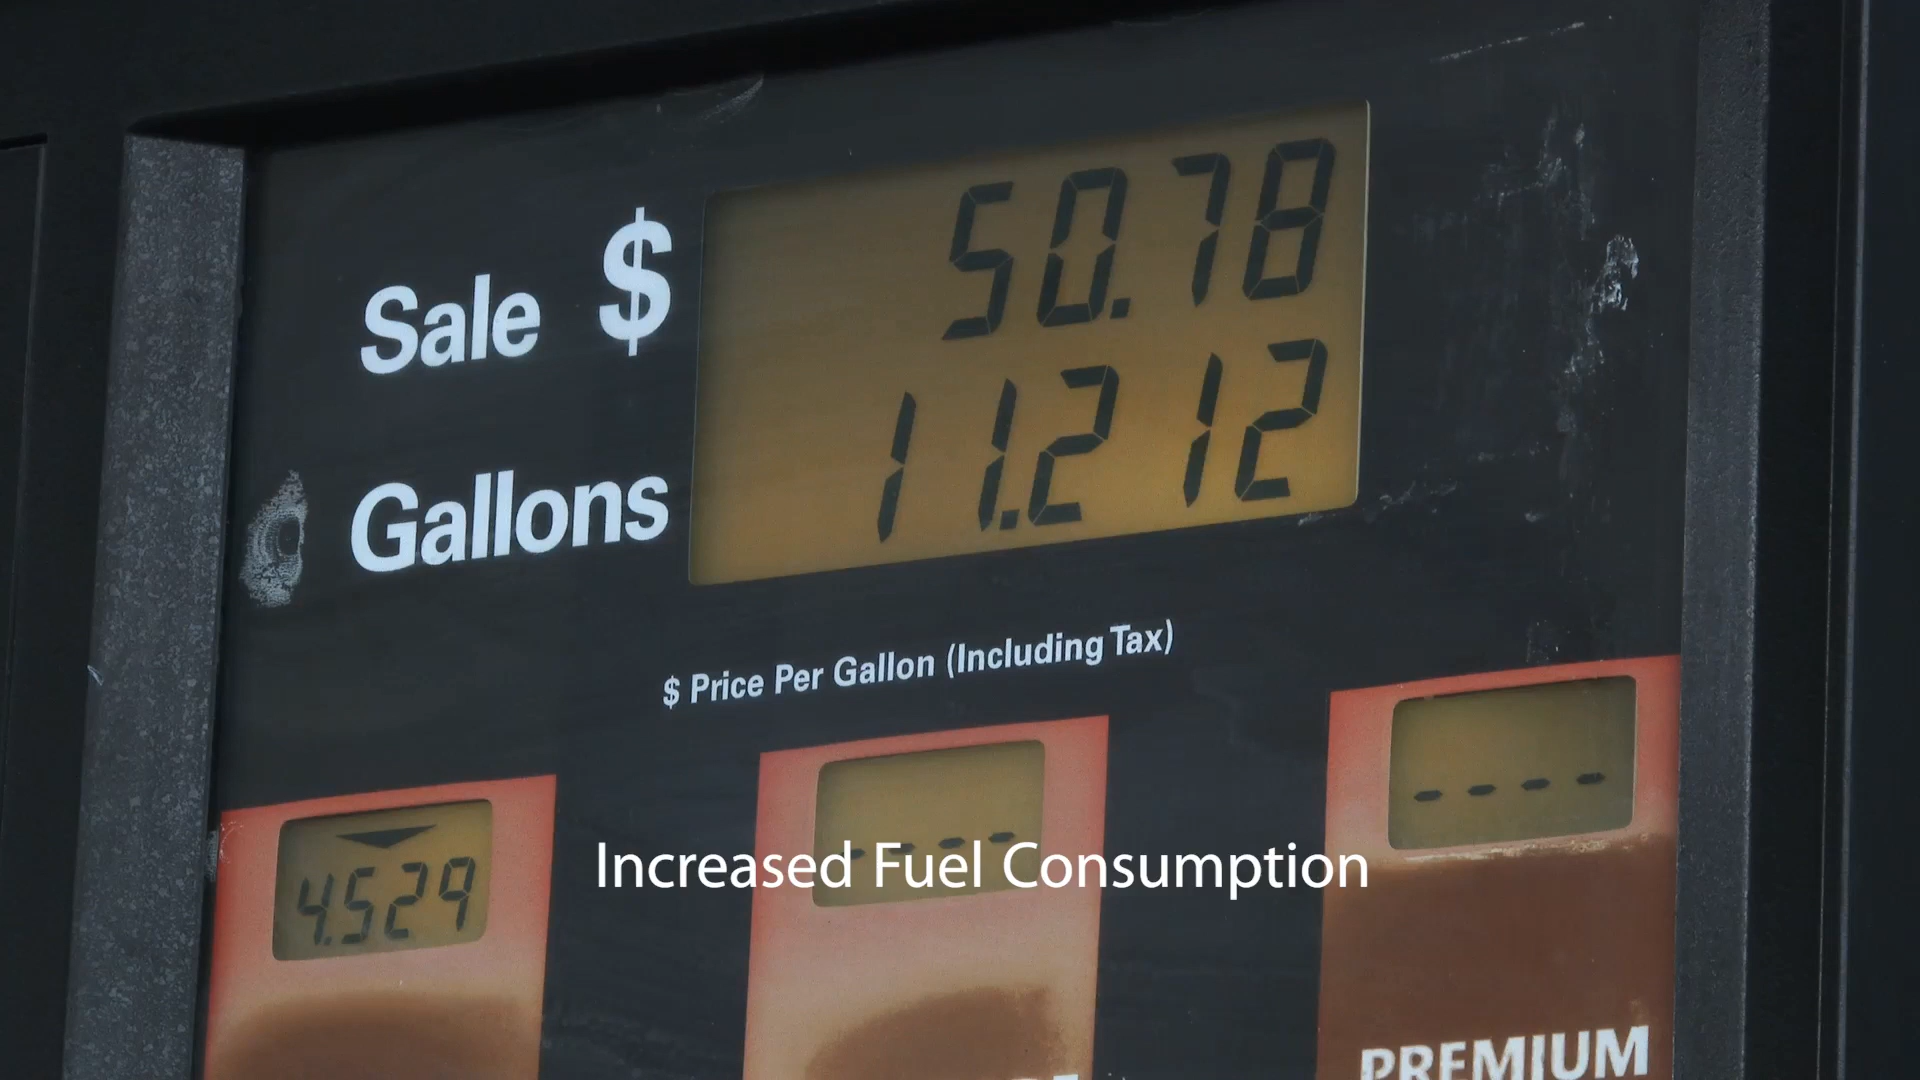 Sale $ 50.78
Gallons 11.212
$ Price Per Gallon (Including Tax)
4.529
- - - -
- - - -
Increased Fuel Consumption
PREMIUM